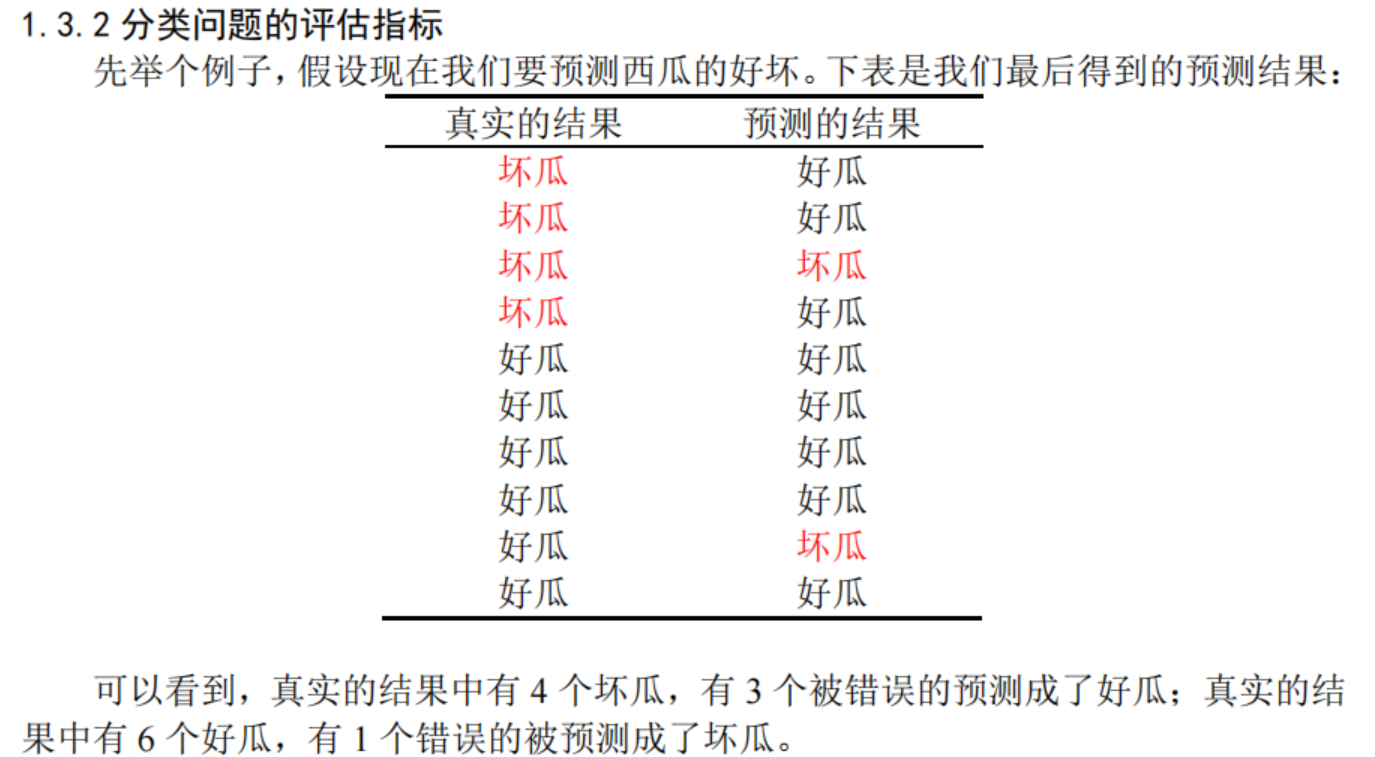 1.3.2 分类问题的评估指标
先举个例子，假设现在我们要预测西瓜的好坏。下表是我们最后得到的预测结果：
真实的结果 预测的结果
坏瓜 好瓜
坏瓜 好瓜
坏瓜 坏瓜
坏瓜 好瓜
好瓜 好瓜
好瓜 好瓜
好瓜 好瓜
好瓜 好瓜
好瓜 坏瓜
好瓜 好瓜
可以看到，真实的结果中有 4 个坏瓜，有 3 个被错误的预测成了好瓜；真实的结
果中有 6 个好瓜，有 1 个错误的被预测成了坏瓜。